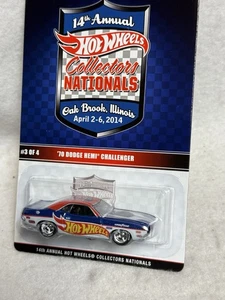 14th Annual
Hot Wheels
Collectors
NATIONALS
Oak Brook, Illinois
April 2-6, 2014
#3 OF 4
'70 DODGE HEMI® CHALLENGER
Hot Wheels
14TH ANNUAL HOT WHEELS® COLLECTORS NATIONALS